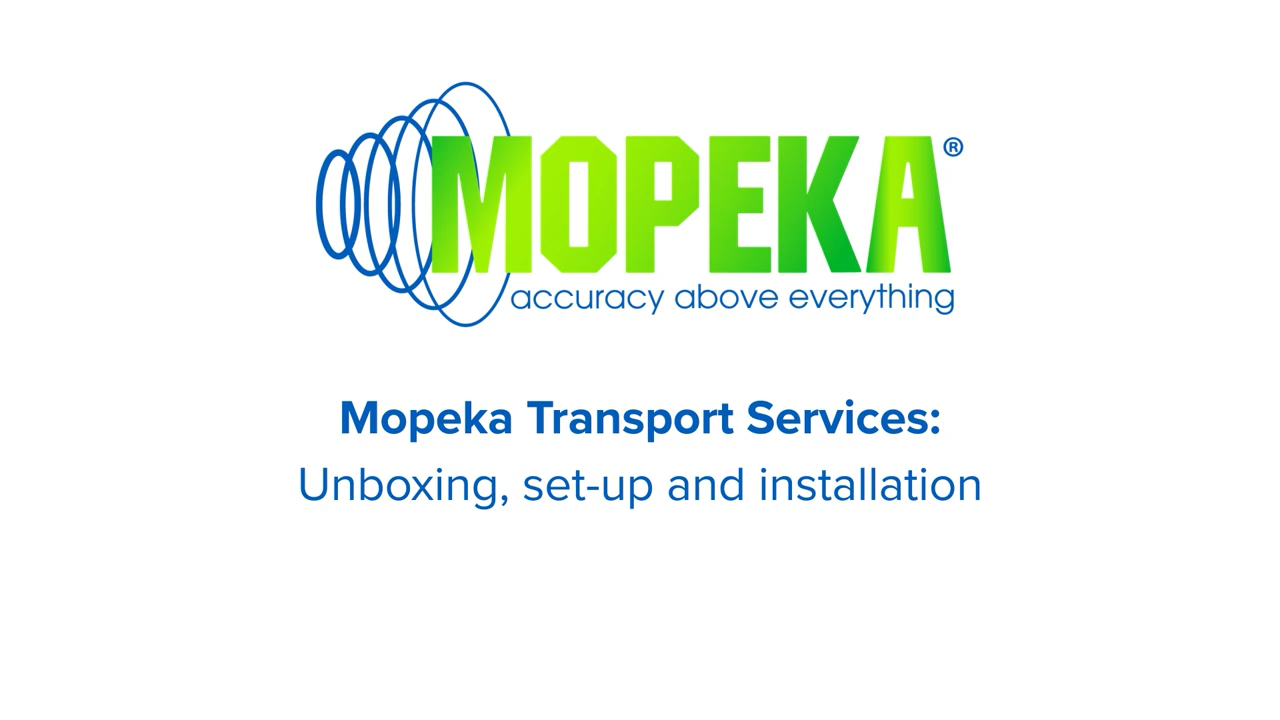 MOPEKA®
accuracy above everything
Mopeka Transport Services:
Unboxing, set-up and installation